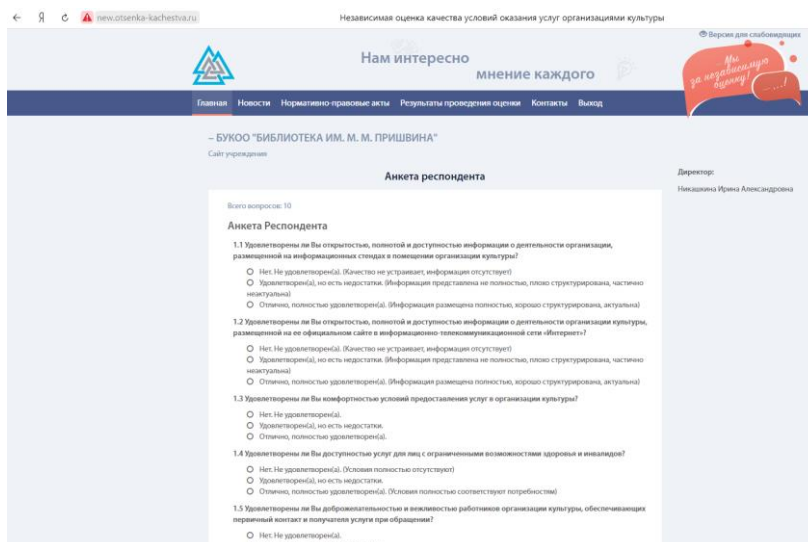 new.otsenka-kachestva.ru
Независимая оценка качества условий оказания услуг организациями культуры
Версия для слабовидящих
Нам интересно
мнение каждого
Мы
за независимую
оценку!
Главная Новости Нормативно-правовые акты Результаты проведения оценки Контакты Выход
– БУКОО "БИБЛИОТЕКА ИМ. М. М. ПРИШВИНА"
Сайт учреждения
Анкета респондента
Директор:
Никашкина Ирина Александровна
Всего вопросов: 10
Анкета Респондента
1.1 Удовлетворены ли Вы открытостью, полнотой и доступностью информации о деятельности организации,
размещенной на информационных стендах в помещении организации культуры?
Нет. Не удовлетворен(а). (Качество не устраивает, информация отсутствует)
Удовлетворен(а), но есть недостатки. (Информация представлена не полностью, плохо структурирована, частично
неактуальна)
Отлично, полностью удовлетворен(а). (Информация размещена полностью, хорошо структурирована, актуальна)
1.2 Удовлетворены ли Вы открытостью, полнотой и доступностью информации о деятельности организации культуры,
размещенной на ее официальном сайте в информационно-телекоммуникационной сети «Интернет»?
Нет. Не удовлетворен(а). (Качество не устраивает, информация отсутствует)
Удовлетворен(а), но есть недостатки. (Информация представлена не полностью, плохо структурирована, частично
неактуальна)
Отлично, полностью удовлетворен(а). (Информация размещена полностью, хорошо структурирована, актуальна)
1.3 Удовлетворены ли Вы комфортностью условий предоставления услуг в организации культуры?
Нет. Не удовлетворен(а).
Удовлетворен(а), но есть недостатки.
Отлично, полностью удовлетворен(а).
1.4 Удовлетворены ли Вы доступностью услуг для лиц с ограниченными возможностями здоровья и инвалидов?
Нет. Не удовлетворен(а). (Условия полностью отсутствуют)
Удовлетворен(а), но есть недостатки.
Отлично, полностью удовлетворен(а). (Условия полностью соответствуют потребностям)
1.5 Удовлетворены ли Вы доброжелательностью и вежливостью работников организации культуры, обеспечивающих
первичный контакт и получателя услуги при обращении?
Нет. Не удовлетворен(а).